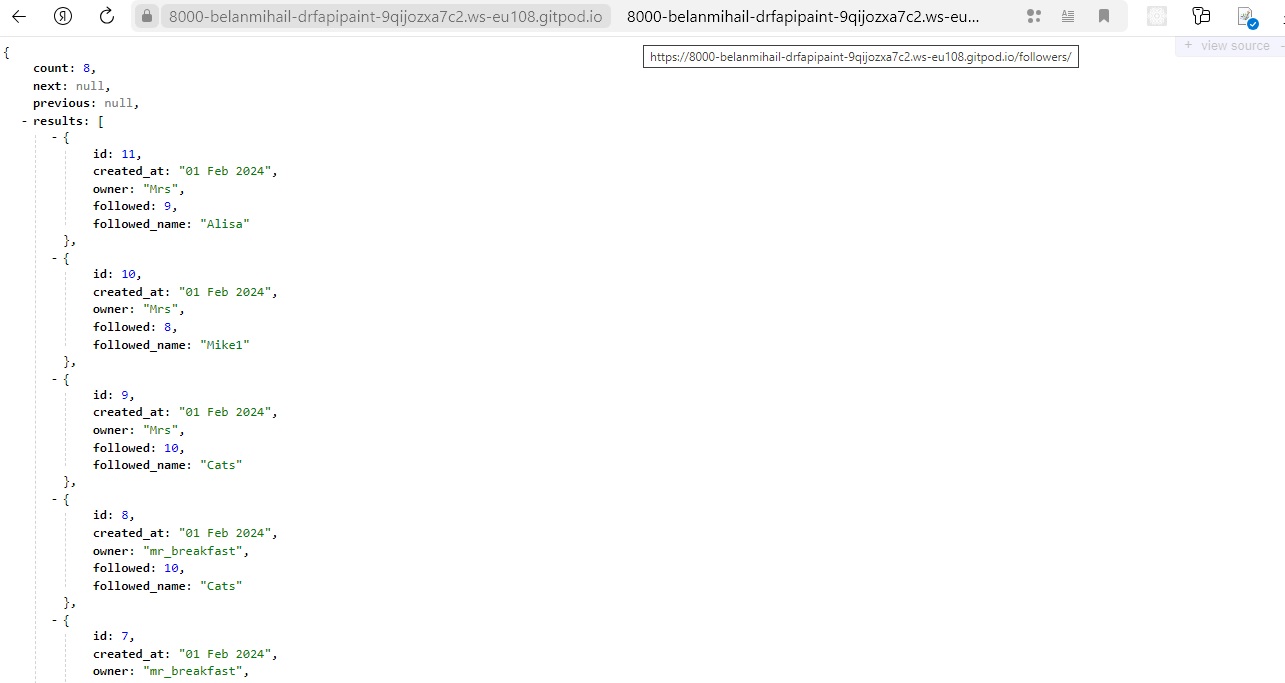 8000-belanmihail-drfapipaint-9qijozxa7c2.ws-eu108.gitpod.io 8000-belanmihail-drfapipaint-9qijozxa7c2.ws-eu...
+ view source
https://8000-belanmihail-drfapipaint-9qijozxa7c2.ws-eu108.gitpod.io/followers/
{
count: 8,
next: null,
previous: null,
- results: [
- {
id: 11,
created_at: "01 Feb 2024",
owner: "Mrs",
followed: 9,
followed_name: "Alisa"
},
- {
id: 10,
created_at: "01 Feb 2024",
owner: "Mrs",
followed: 8,
followed_name: "Mike1"
},
- {
id: 9,
created_at: "01 Feb 2024",
owner: "Mrs",
followed: 10,
followed_name: "Cats"
},
- {
id: 8,
created_at: "01 Feb 2024",
owner: "mr_breakfast",
followed: 10,
followed_name: "Cats"
},
- {
id: 7,
created_at: "01 Feb 2024",
owner: "mr_breakfast",